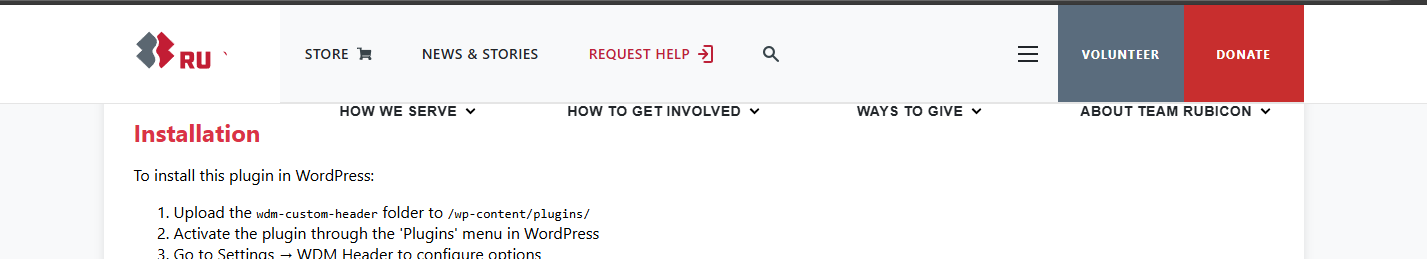 RU `
STORE NEWS & STORIES REQUEST HELP VOLUNTEER DONATE
HOW WE SERVE HOW TO GET INVOLVED WAYS TO GIVE ABOUT TEAM RUBICON
Installation
To install this plugin in WordPress:
1. Upload the wdm-custom-header folder to /wp-content/plugins/
2. Activate the plugin through the 'Plugins' menu in WordPress
3. Go to Settings → WDM Header to configure options